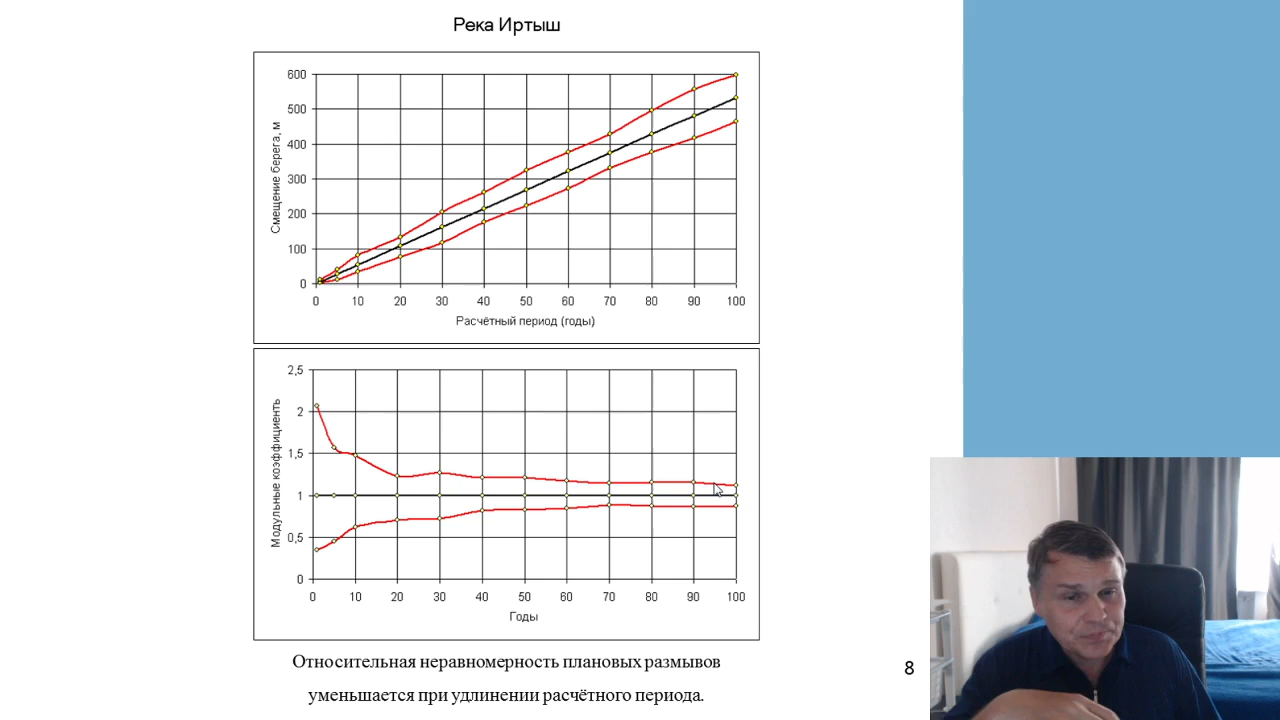 Река Иртыш
Смещение берега, м
600
500
400
300
200
100
0
0 10 20 30 40 50 60 70 80 90 100
Расчётный период (годы)
Модульные коэффициенть
2,5
2
1,5
1
0,5
0
0 10 20 30 40 50 60 70 80 90 100
Годы
Относительная неравномерность плановых размывов
уменьшается при удлинении расчётного периода.
8